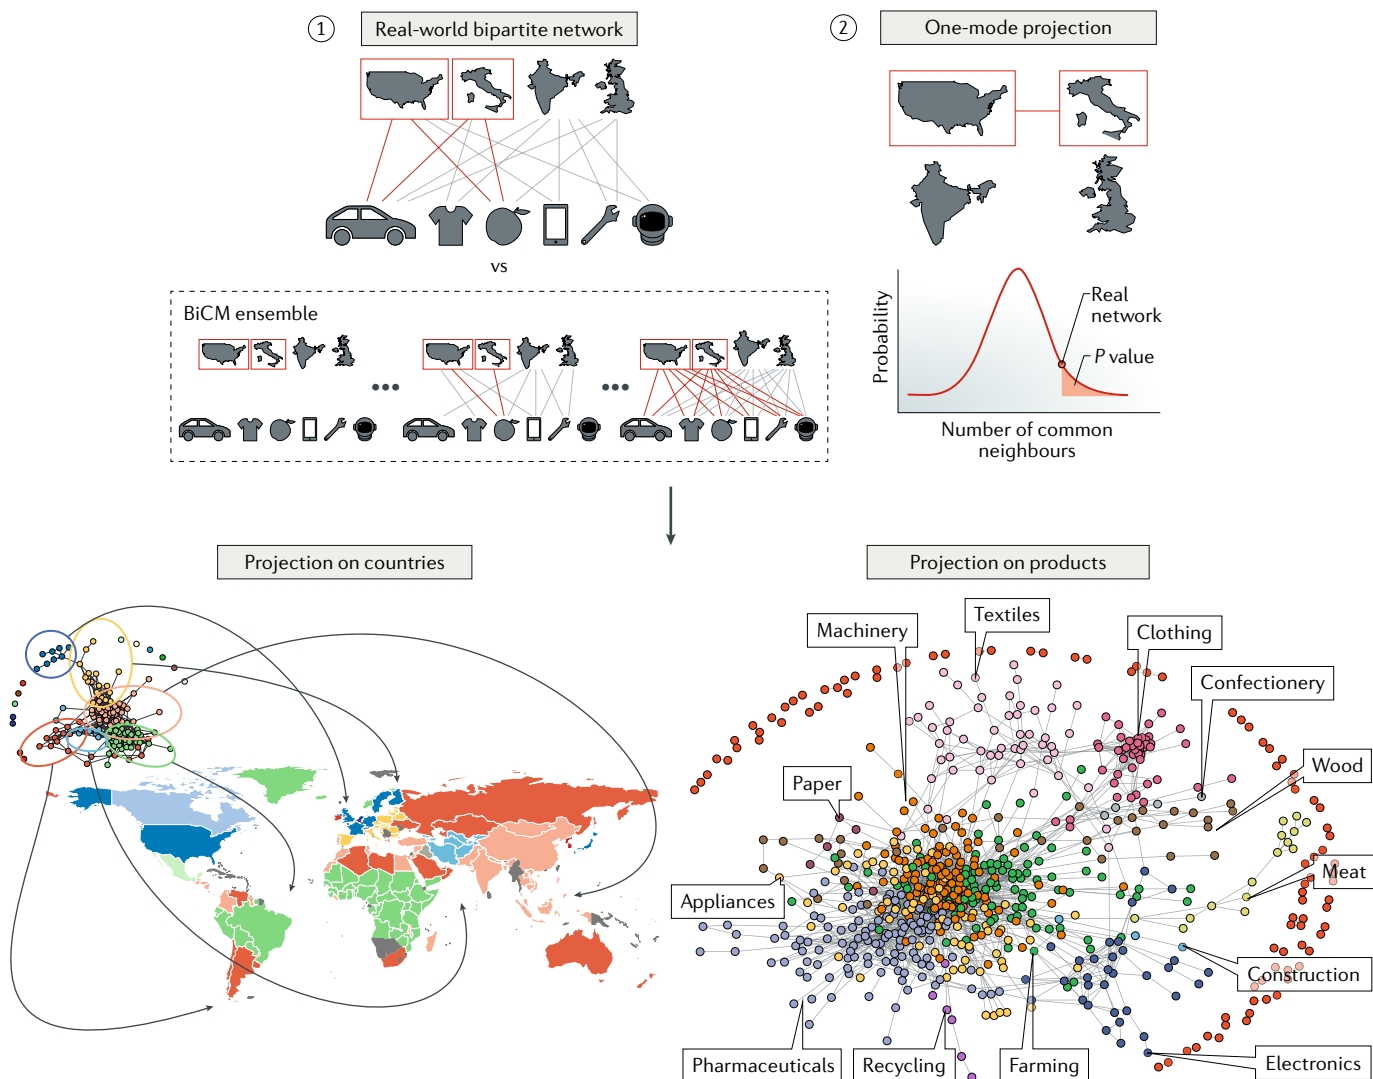 1
Real-world bipartite network
2
One-mode projection
vs
BiCM ensemble
Probability
Real
network
P value
Number of common
neighbours
Projection on countries
Projection on products
Textiles
Machinery
Clothing
Confectionery
Wood
Paper
Meat
Appliances
Construction
Pharmaceuticals
Recycling
Farming
Electronics